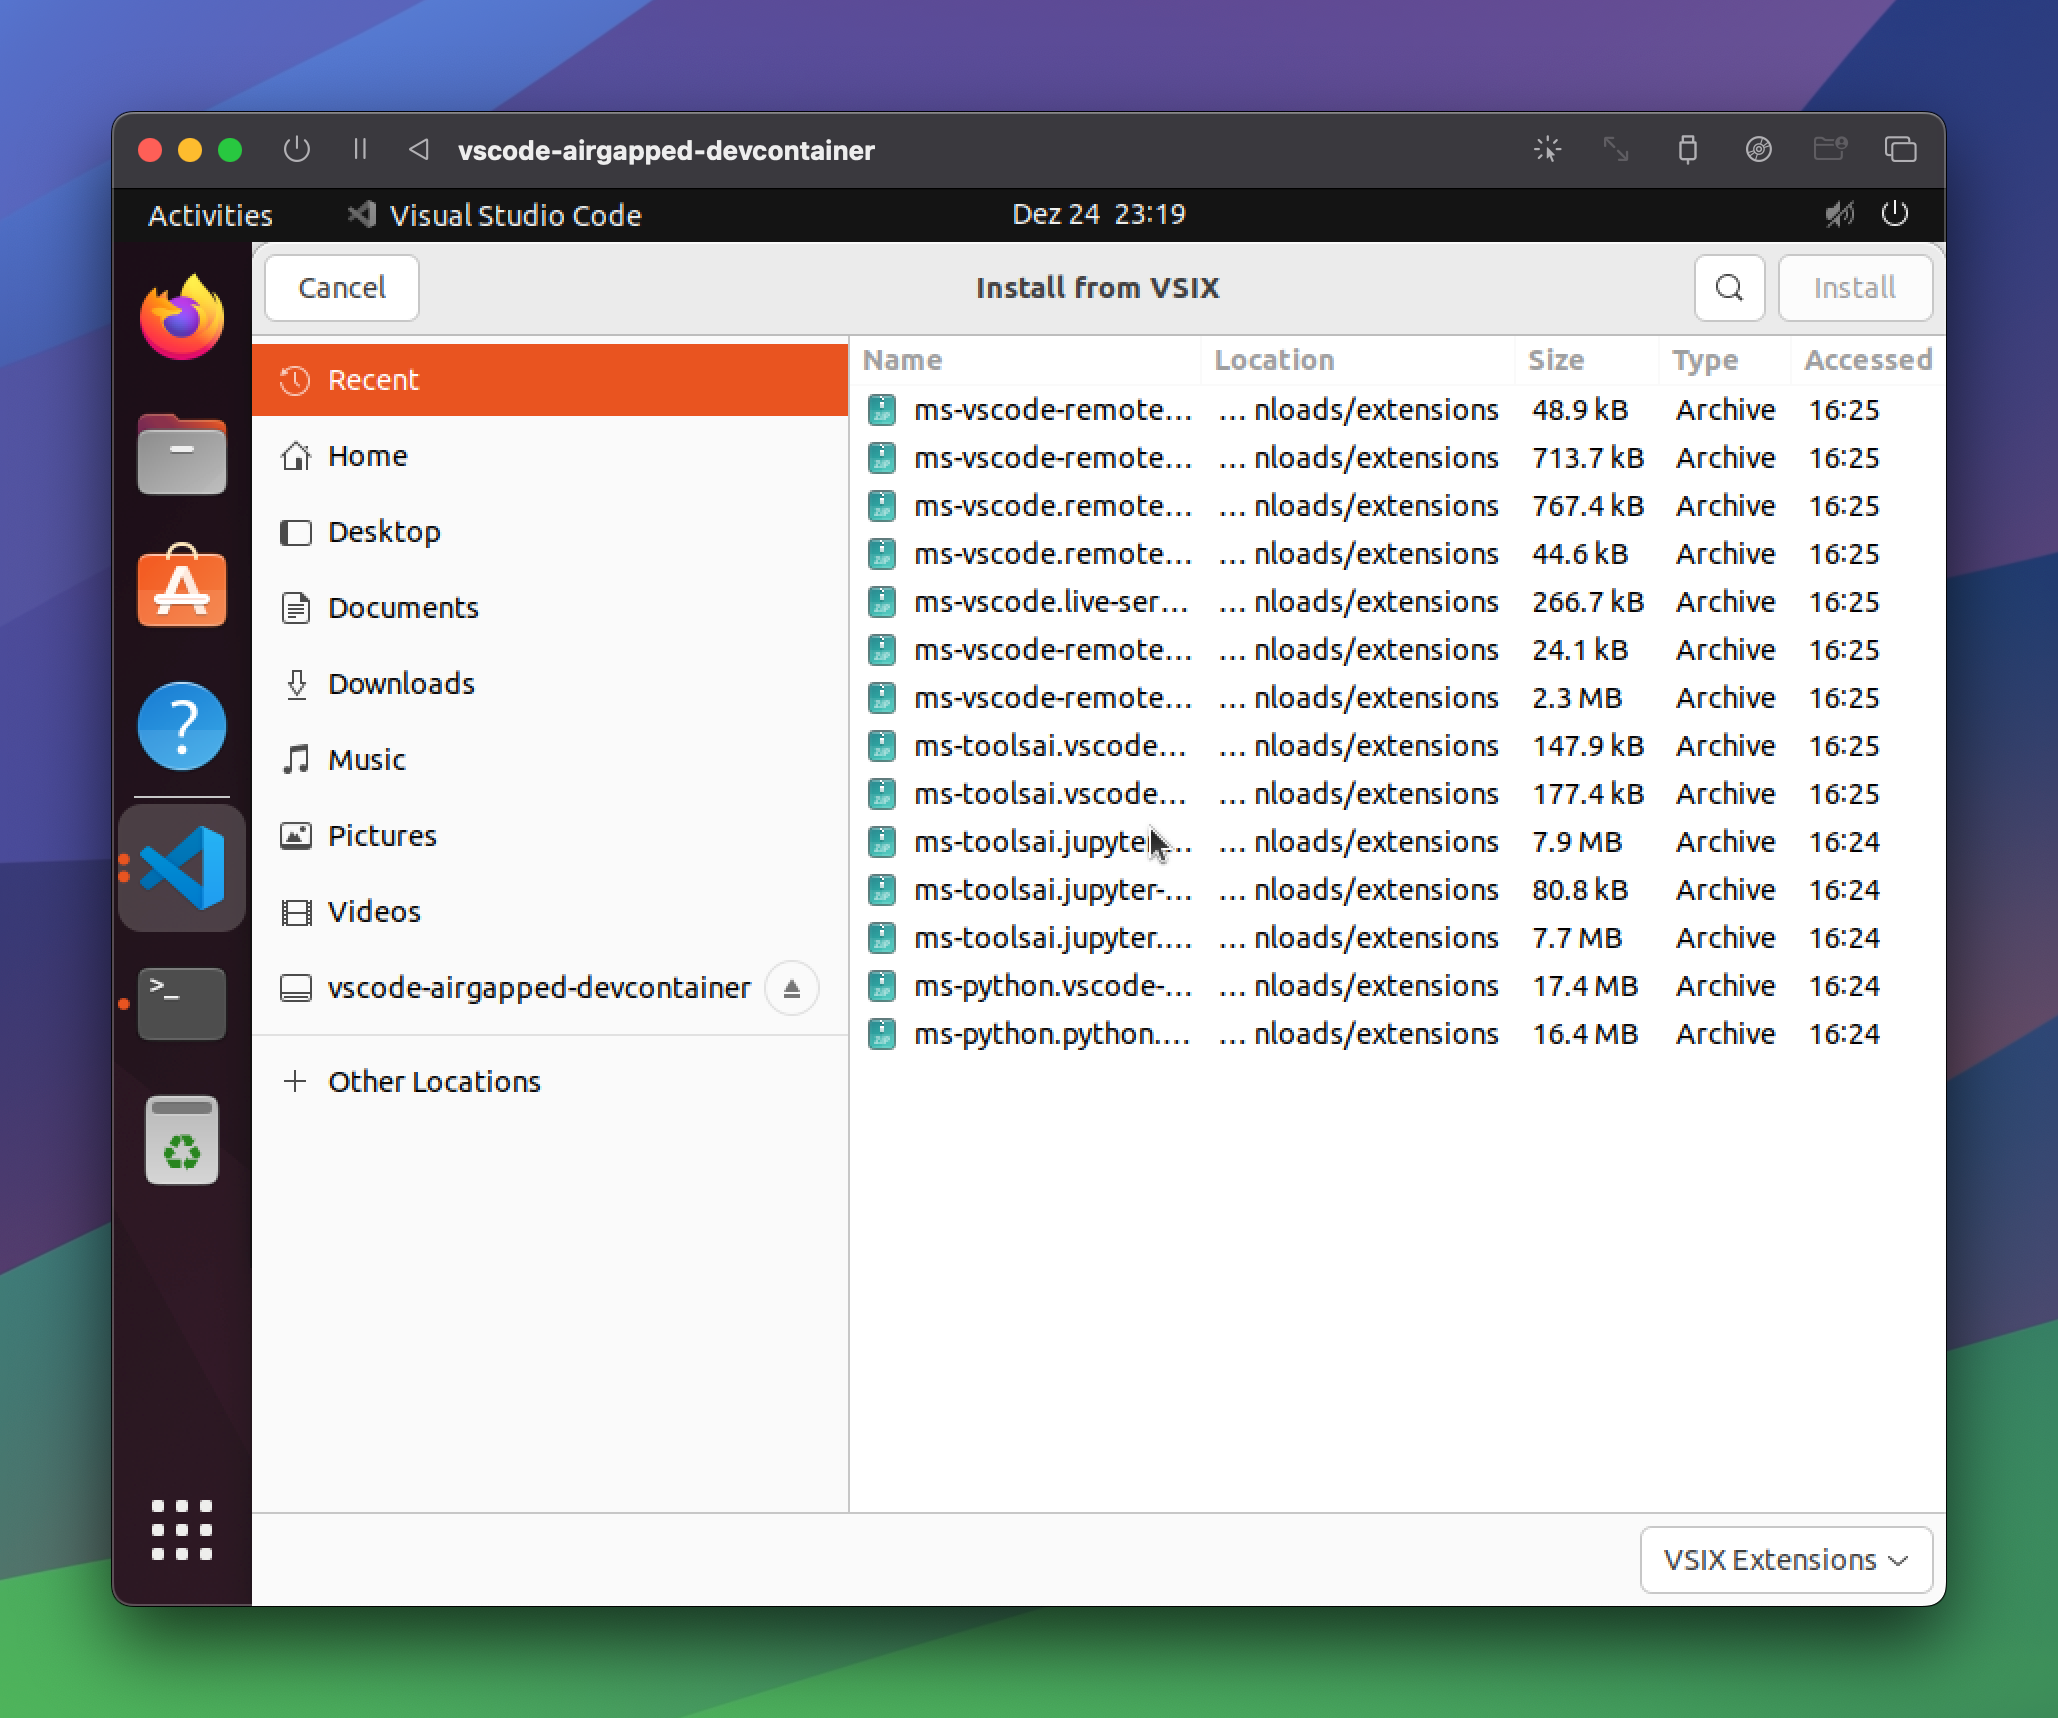 vscode-airgapped-devcontainer
Activities Visual Studio Code Dez 24 23:19
Cancel Install from VSIX Install
Recent
Home
Desktop
Documents
Downloads
Music
Pictures
Videos
vscode-airgapped-devcontainer
Other Locations
Name Location Size Type Accessed
ms-vscode-remote... ... nloads/extensions 48.9 kB Archive 16:25
ms-vscode-remote... ... nloads/extensions 713.7 kB Archive 16:25
ms-vscode.remote... ... nloads/extensions 767.4 kB Archive 16:25
ms-vscode.remote... ... nloads/extensions 44.6 kB Archive 16:25
ms-vscode.live-ser... ... nloads/extensions 266.7 kB Archive 16:25
ms-vscode-remote... ... nloads/extensions 24.1 kB Archive 16:25
ms-vscode-remote... ... nloads/extensions 2.3 MB Archive 16:25
ms-toolsai.vscode... ... nloads/extensions 147.9 kB Archive 16:25
ms-toolsai.vscode... ... nloads/extensions 177.4 kB Archive 16:25
ms-toolsai.jupyter... ... nloads/extensions 7.9 MB Archive 16:24
ms-toolsai.jupyter-... ... nloads/extensions 80.8 kB Archive 16:24
ms-toolsai.jupyter.... ... nloads/extensions 7.7 MB Archive 16:24
ms-python.vscode-... ... nloads/extensions 17.4 MB Archive 16:24
ms-python.python.... ... nloads/extensions 16.4 MB Archive 16:24
VSIX Extensions